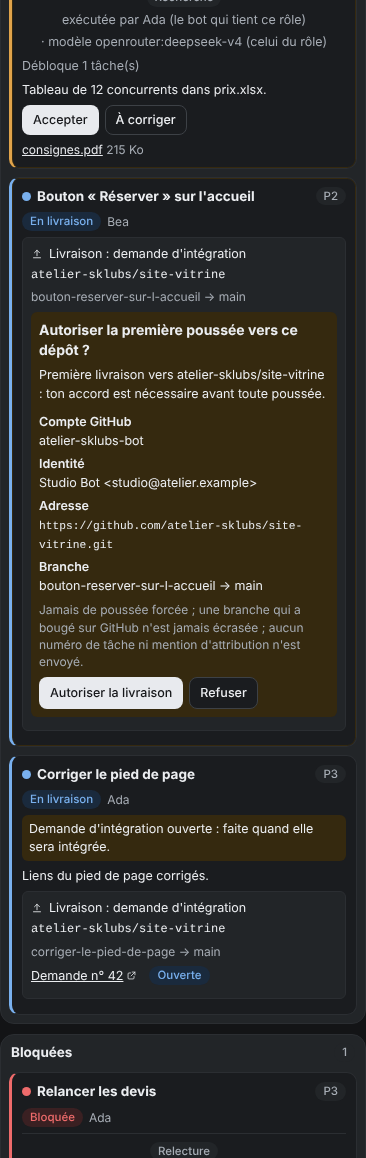 exécutée par Ada (le bot qui tient ce rôle)
· modèle openrouter:deepseek-v4 (celui du rôle)
Débloque 1 tâche(s)
Tableau de 12 concurrents dans prix.xlsx.
Accepter
À corriger
consignes.pdf 215 Ko
Bouton « Réserver » sur l'accueil
P2
En livraison
Bea
Livraison : demande d'intégration
atelier-sklubs/site-vitrine
bouton-reserver-sur-l-accueil → main
Autoriser la première poussée vers ce
dépôt ?
Première livraison vers atelier-sklubs/site-vitrine
: ton accord est nécessaire avant toute poussée.
Compte GitHub
atelier-sklubs-bot
Identité
Studio Bot <studio@atelier.example>
Adresse
https://github.com/atelier-sklubs/site-
vitrine.git
Branche
bouton-reserver-sur-l-accueil → main
Jamais de poussée forcée ; une branche qui a
bougé sur GitHub n'est jamais écrasée ; aucun
numéro de tâche ni mention d'attribution n'est
envoyé.
Autoriser la livraison
Refuser
Corriger le pied de page
P3
En livraison
Ada
Demande d'intégration ouverte : faite quand elle
sera intégrée.
Liens du pied de page corrigés.
Livraison : demande d'intégration
atelier-sklubs/site-vitrine
corriger-le-pied-de-page → main
Demande n° 42
Ouverte
Bloquées
1
Relancer les devis
P3
Bloquée
Ada
Relecture